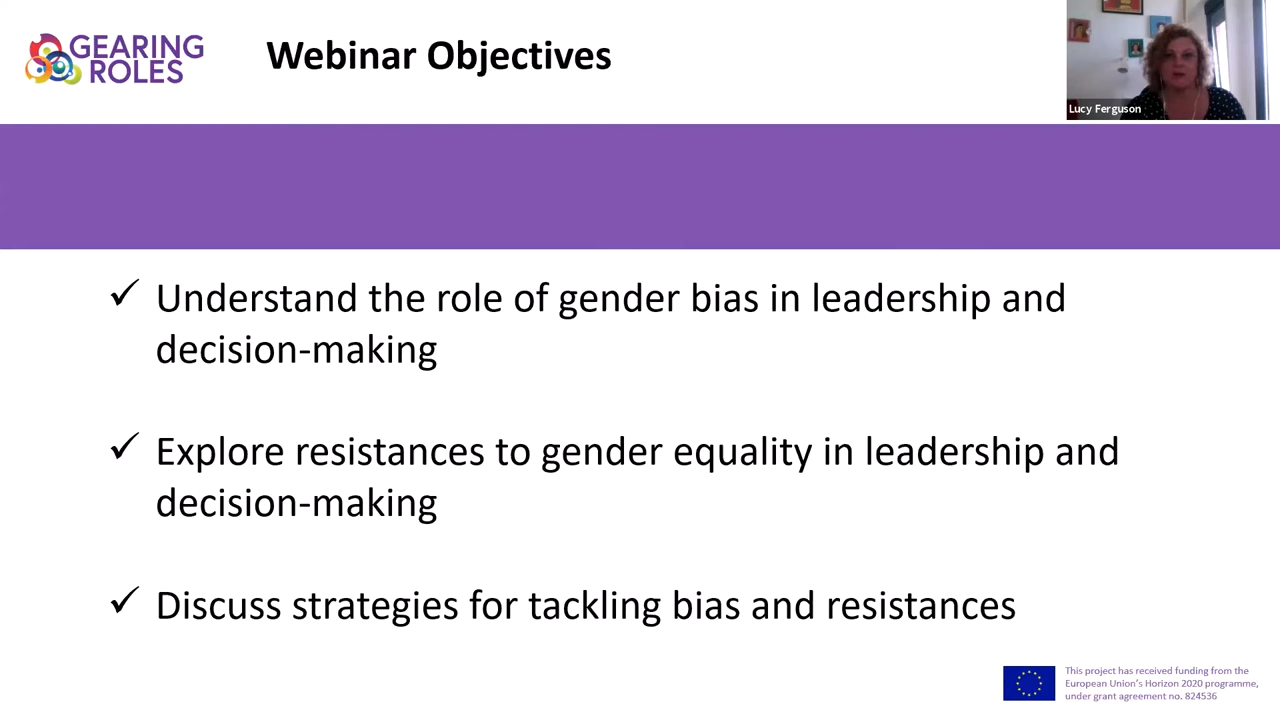 GEARING
ROLES
Webinar Objectives
Lucy Ferguson
✓ Understand the role of gender bias in leadership and
decision-making
✓ Explore resistances to gender equality in leadership and
decision-making
✓ Discuss strategies for tackling bias and resistances
This project has received funding from the
European Union's Horizon 2020 programme,
under grant agreement no. 824536